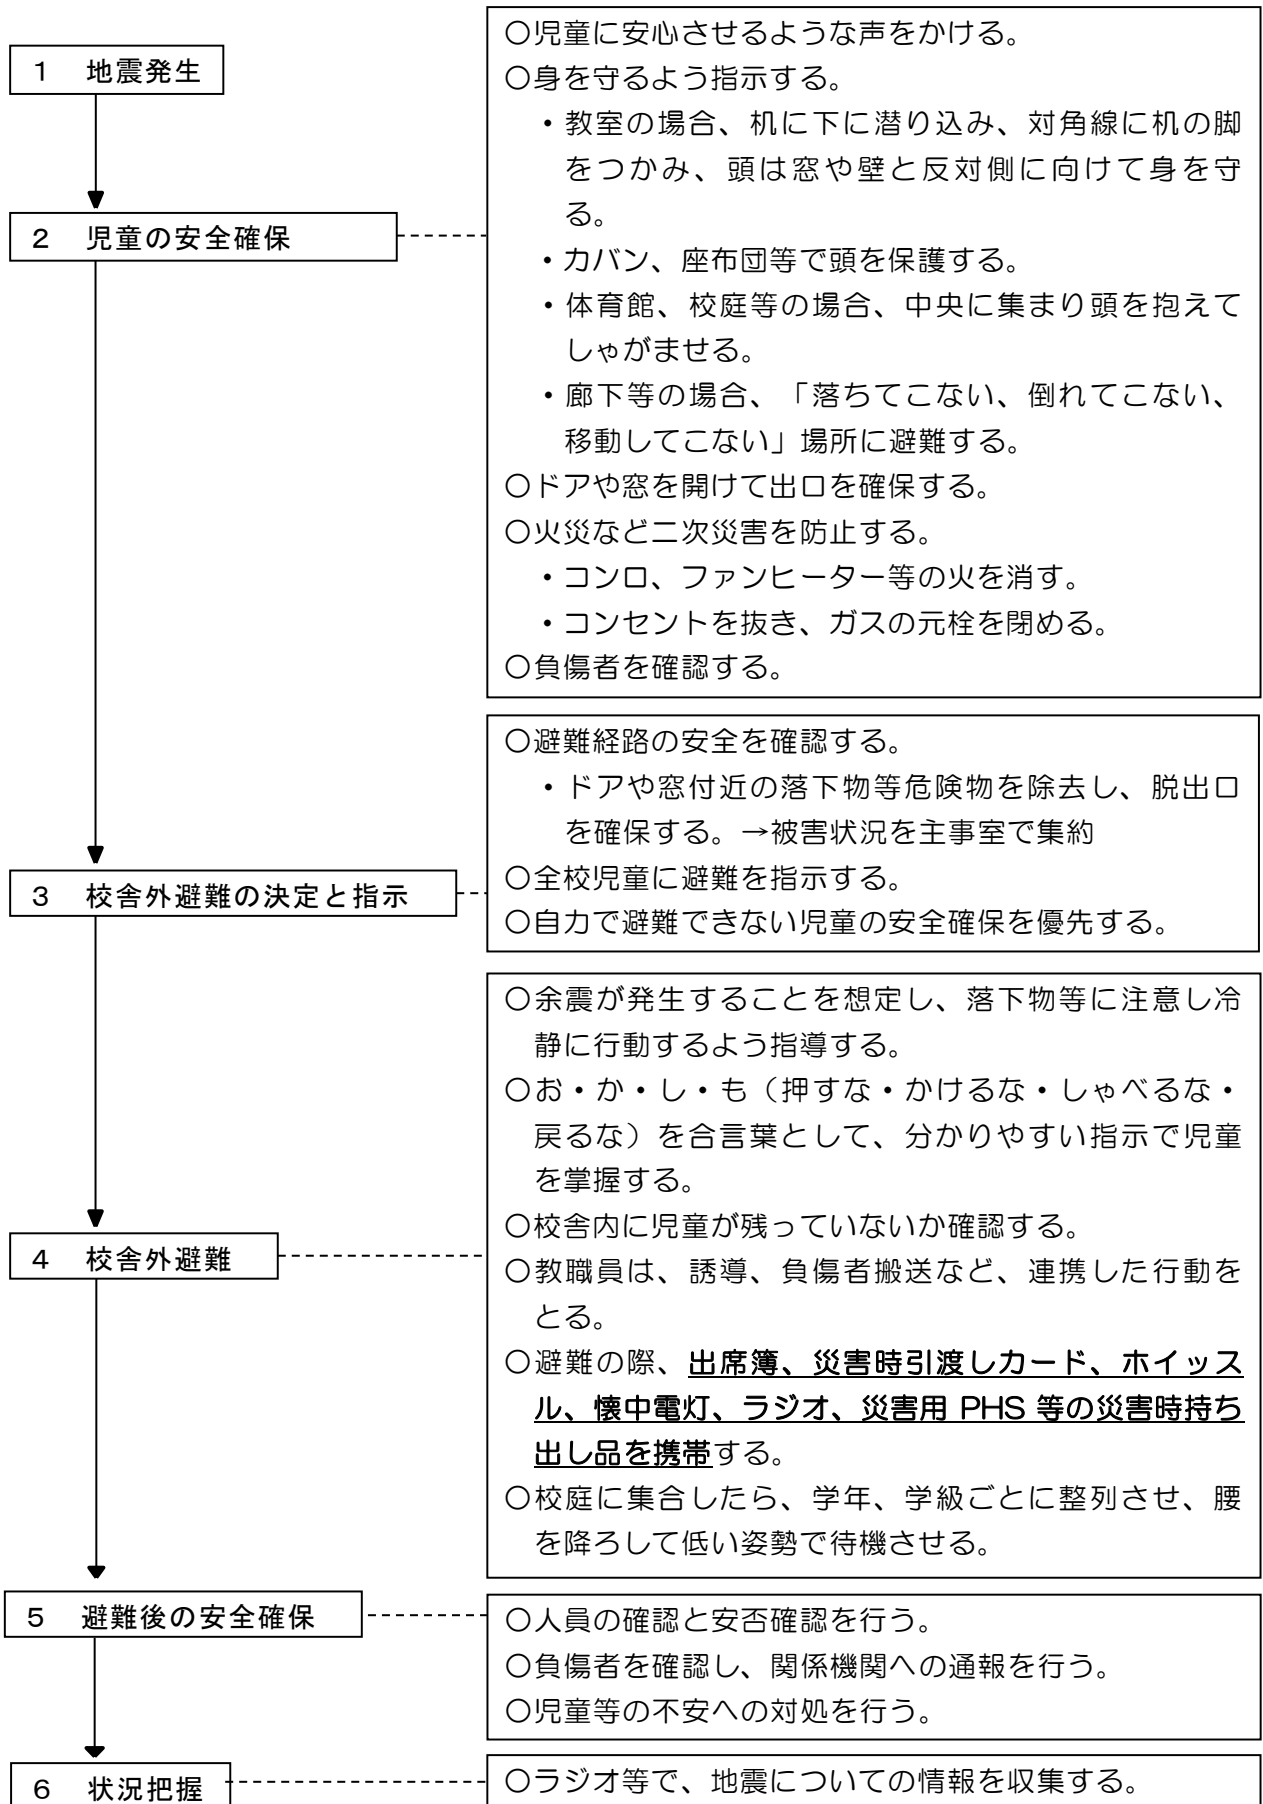 1 地震発生
○児童に安心させるような声をかける。
○身を守るよう指示する。
・教室の場合、机に下に潜り込み、対角線に机の脚
をつかみ、頭は窓や壁と反対側に向けて身を守
る。
2 児童の安全確保
・カバン、座布団等で頭を保護する。
・体育館、校庭等の場合、中央に集まり頭を抱えて
しゃがませる。
・廊下等の場合、「落ちてこない、倒れてこない、
移動してこない」場所に避難する。
○ドアや窓を開けて出口を確保する。
○火災など二次災害を防止する。
・コンロ、ファンヒーター等の火を消す。
・コンセントを抜き、ガスの元栓を閉める。
○負傷者を確認する。
3 校舎外避難の決定と指示
○避難経路の安全を確認する。
・ドアや窓付近の落下物等危険物を除去し、脱出口
を確保する。→被害状況を主事室で集約
○全校児童に避難を指示する。
○自力で避難できない児童の安全確保を優先する。
4 校舎外避難
○余震が発生することを想定し、落下物等に注意し冷
静に行動するよう指導する。
○お・か・し・も（押すな・かけるな・しゃべるな・
戻るな）を合言葉として、分かりやすい指示で児童
を掌握する。
○校舎内に児童が残っていないか確認する。
○教職員は、誘導、負傷者搬送など、連携した行動を
とる。
○避難の際、出席簿、災害時引渡しカード、ホイッス
ル、懐中電灯、ラジオ、災害用 PHS 等の災害時持ち
出し品を携帯する。
○校庭に集合したら、学年、学級ごとに整列させ、腰
を降ろして低い姿勢で待機させる。
5 避難後の安全確保
○人員の確認と安否確認を行う。
○負傷者を確認し、関係機関への通報を行う。
○児童等の不安への対処を行う。
6 状況把握
○ラジオ等で、地震についての情報を収集する。